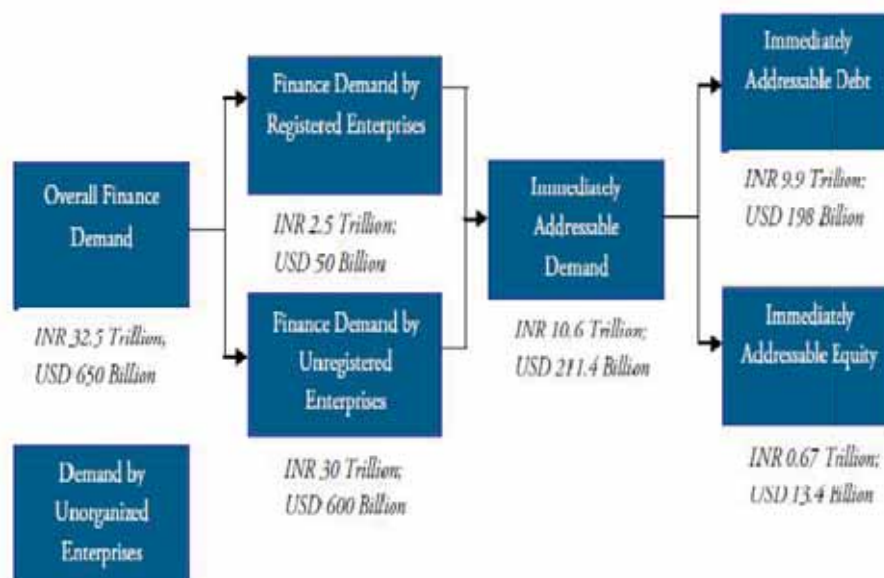 Overall Finance
Demand
INR 32.5 Trillion,
USD 650 Billion
Demand by
Unorganized
Enterprises
Finance Demand by
Registered Enterprises
INR 2.5 Trillion;
USD 50 Billion
Finance Demand by
Unregistered
Enterprises
INR 30 Trillion;
USD 600 Billion
Immediately
Addressable
Demand
INR 10.6 Trillion;
USD 211.4 Billion
Immediately
Addressable Debt
INR 9.9 Trillion;
USD 198 Billion
Immediately
Addressable Equity
INR 0.67 Trillion;
USD 13.4 Billion